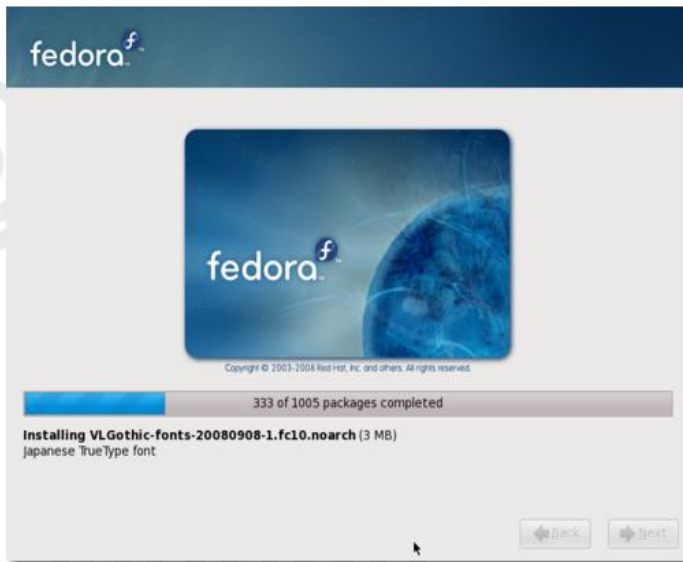 fedora
fedora
Copyright © 2003-2008 Red Hat, Inc. and others. All rights reserved.
333 of 1005 packages completed
Installing VLGothic-fonts-20080908-1.fc10.noarch (3 MB)
Japanese TrueType font
Back
Next